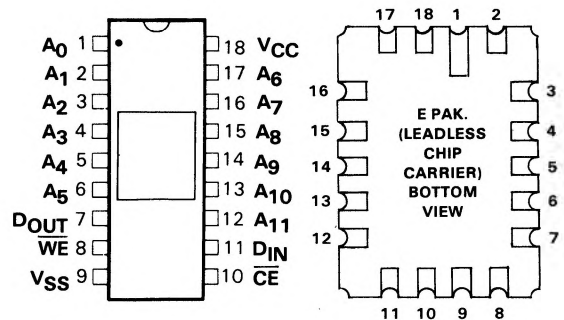 A0 1 18 VCC
A1 2 17 A6
A2 3 16 A7
A3 4 15 A8
A4 5 14 A9
A5 6 13 A10
DOUT 7 12 A11
WE 8 11 DIN
VSS 9 10 CE
17 18 1 2
16 3
15 4
14 5
13 6
12 7
E PAK.
(LEADLESS
CHIP
CARRIER)
BOTTOM
VIEW
11 10 9 8